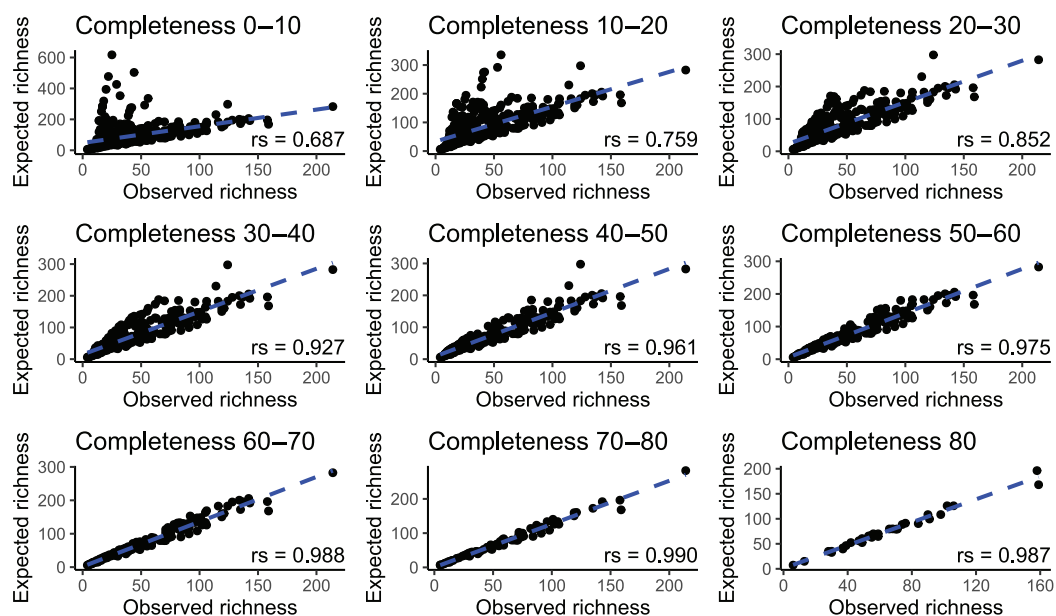 Completeness 0–10
Expected richness
600
400
200
0
rs = 0.687
0 50 100 150 200
Observed richness
Completeness 10–20
Expected richness
300
200
100
0
rs = 0.759
0 50 100 150 200
Observed richness
Completeness 20–30
Expected richness
300
200
100
0
rs = 0.852
0 50 100 150 200
Observed richness
Completeness 30–40
Expected richness
300
200
100
0
rs = 0.927
0 50 100 150 200
Observed richness
Completeness 40–50
Expected richness
300
200
100
0
rs = 0.961
0 50 100 150 200
Observed richness
Completeness 50–60
Expected richness
300
200
100
0
rs = 0.975
0 50 100 150 200
Observed richness
Completeness 60–70
Expected richness
300
200
100
0
rs = 0.988
0 50 100 150 200
Observed richness
Completeness 70–80
Expected richness
200
100
0
rs = 0.990
0 50 100 150 200
Observed richness
Completeness 80
Expected richness
200
150
100
50
0
rs = 0.987
40 80 120 160
Observed richness